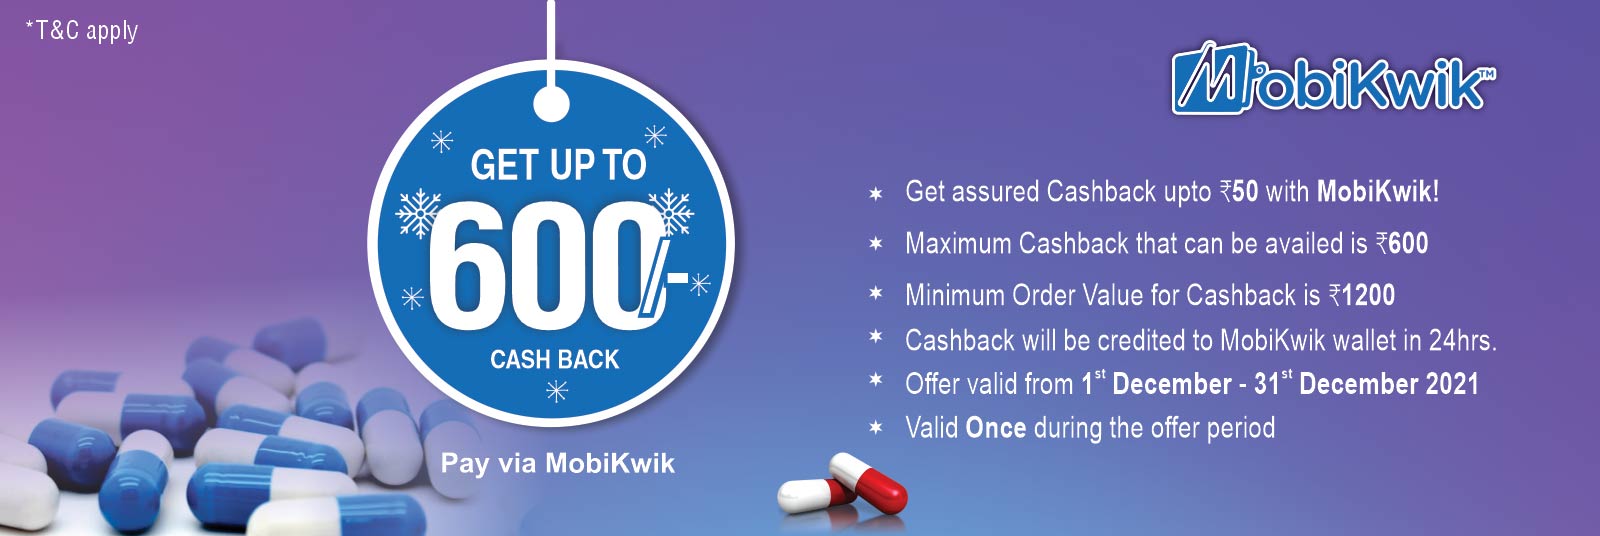 *T&C apply
GET UP TO
600/-
CASH BACK
Pay via MobiKwik
MobiKwik™
Get assured Cashback upto ₹50 with MobiKwik!
Maximum Cashback that can be availed is ₹600
Minimum Order Value for Cashback is ₹1200
Cashback will be credited to MobiKwik wallet in 24hrs.
Offer valid from 1st December - 31st December 2021
Valid Once during the offer period